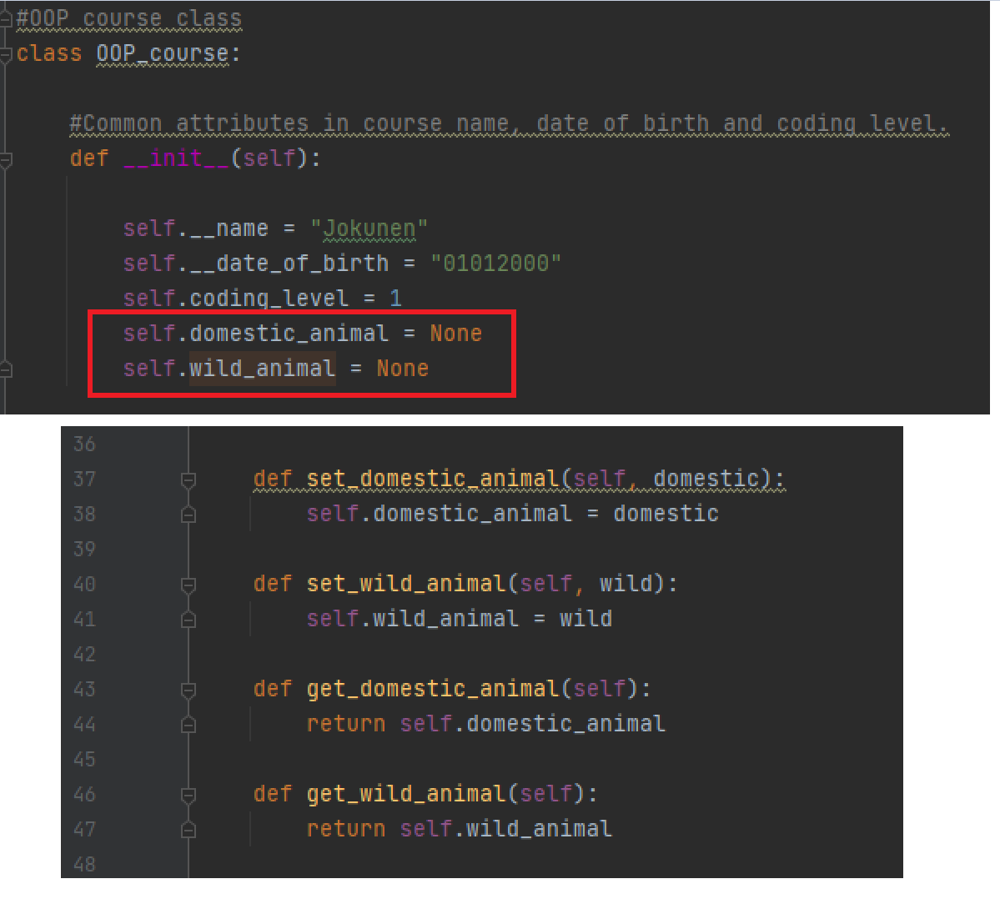 #OOP course class
class OOP_course:
#Common attributes in course name, date of birth and coding level.
def __init__(self):
self.__name = "Jokunen"
self.__date_of_birth = "01012000"
self.coding_level = 1
self.domestic_animal = None
self.wild_animal = None
36
37 def set_domestic_animal(self, domestic):
38 self.domestic_animal = domestic
39
40 def set_wild_animal(self, wild):
41 self.wild_animal = wild
42
43 def get_domestic_animal(self):
44 return self.domestic_animal
45
46 def get_wild_animal(self):
47 return self.wild_animal
48